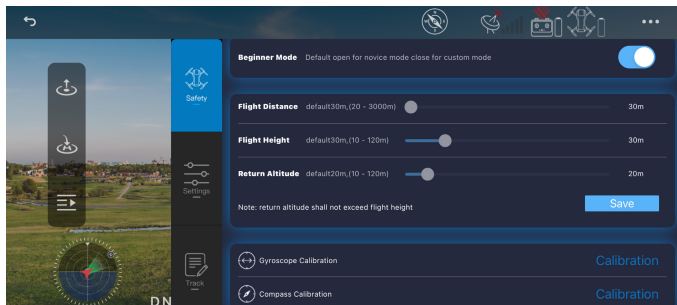 Beginner Mode Default open for novice mode close for custom mode
Safety
Flight Distance default30m,(20 - 3000m) 30m
Flight Height default30m,(10 - 120m) 30m
Return Altitude default20m,(10 - 120m) 20m
Settings
Note: return altitude shall not exceed flight height Save
Gyroscope Calibration Calibration
Track
Compass Calibration Calibration
DN